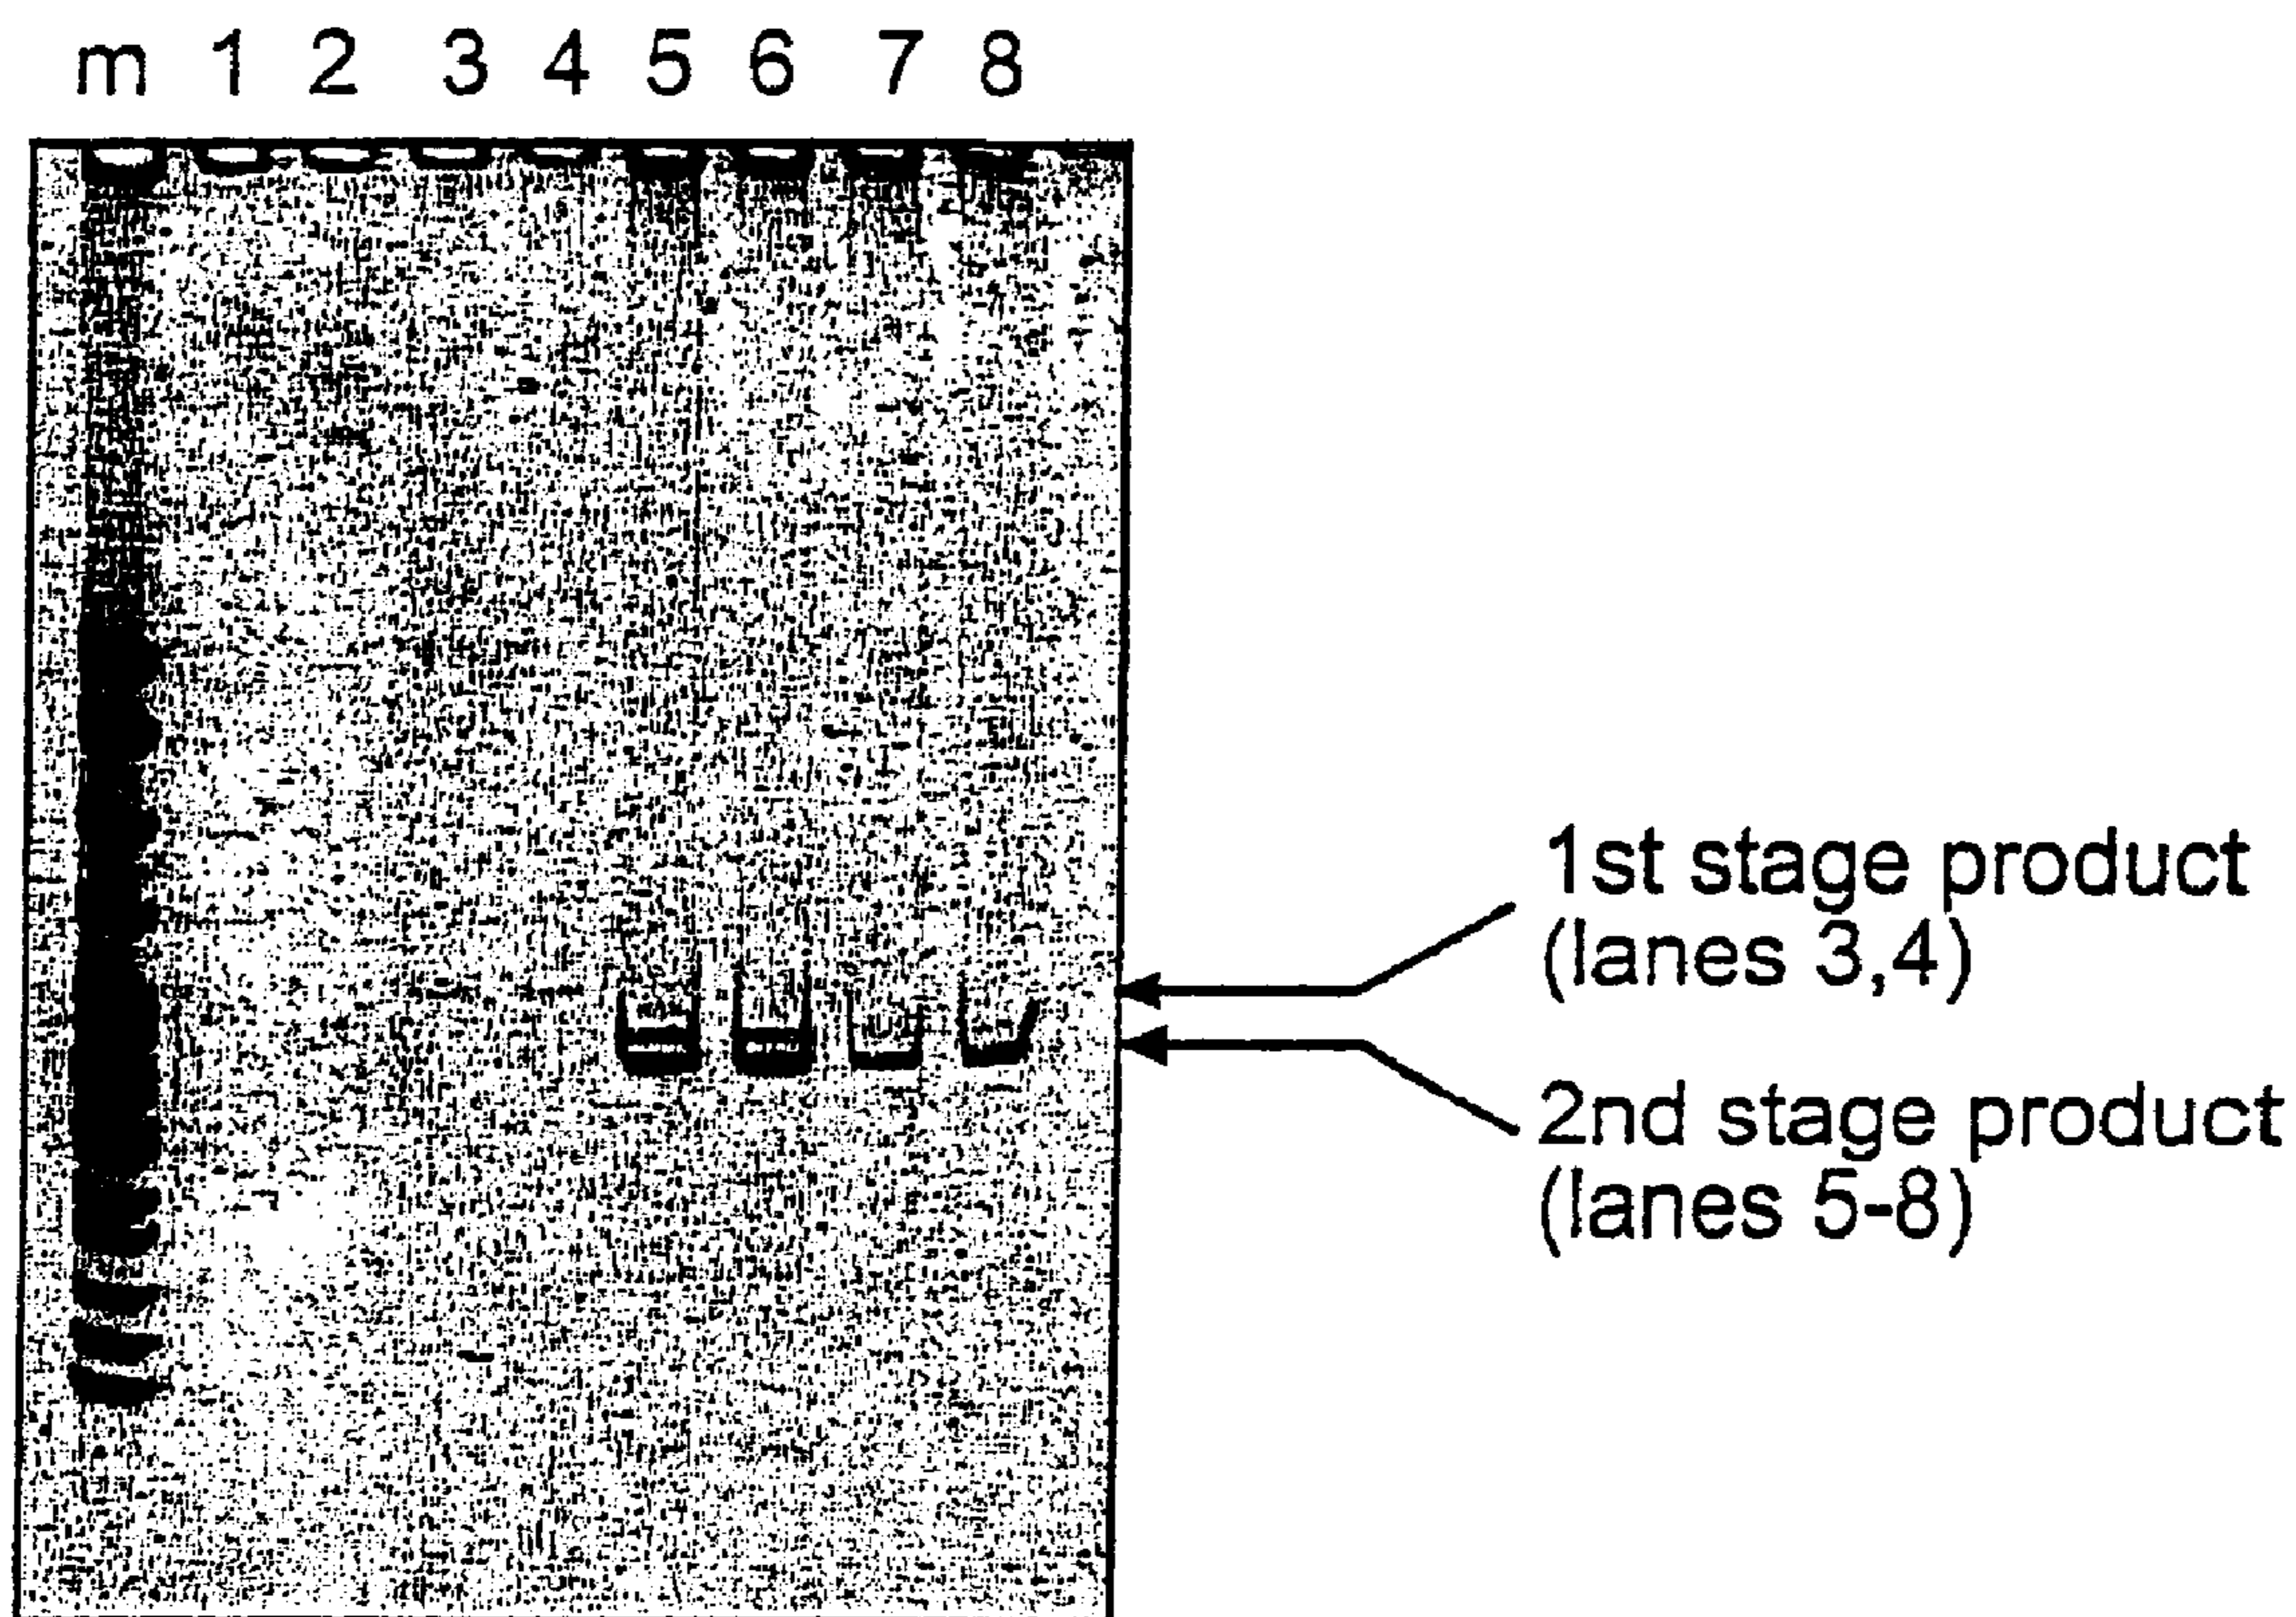 m 1 2 3 4 5 6 7 8
1st stage product
(lanes 3,4)
2nd stage product
(lanes 5-8)